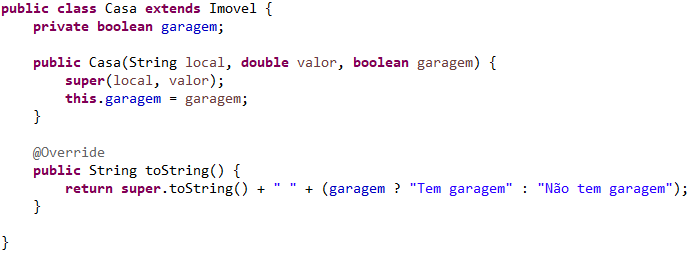 public class Casa extends Imovel {
    private boolean garagem;

    public Casa(String local, double valor, boolean garagem) {
        super(local, valor);
        this.garagem = garagem;
    }

    @Override
    public String toString() {
        return super.toString() + " " + (garagem ? "Tem garagem" : "Não tem garagem");
    }

}